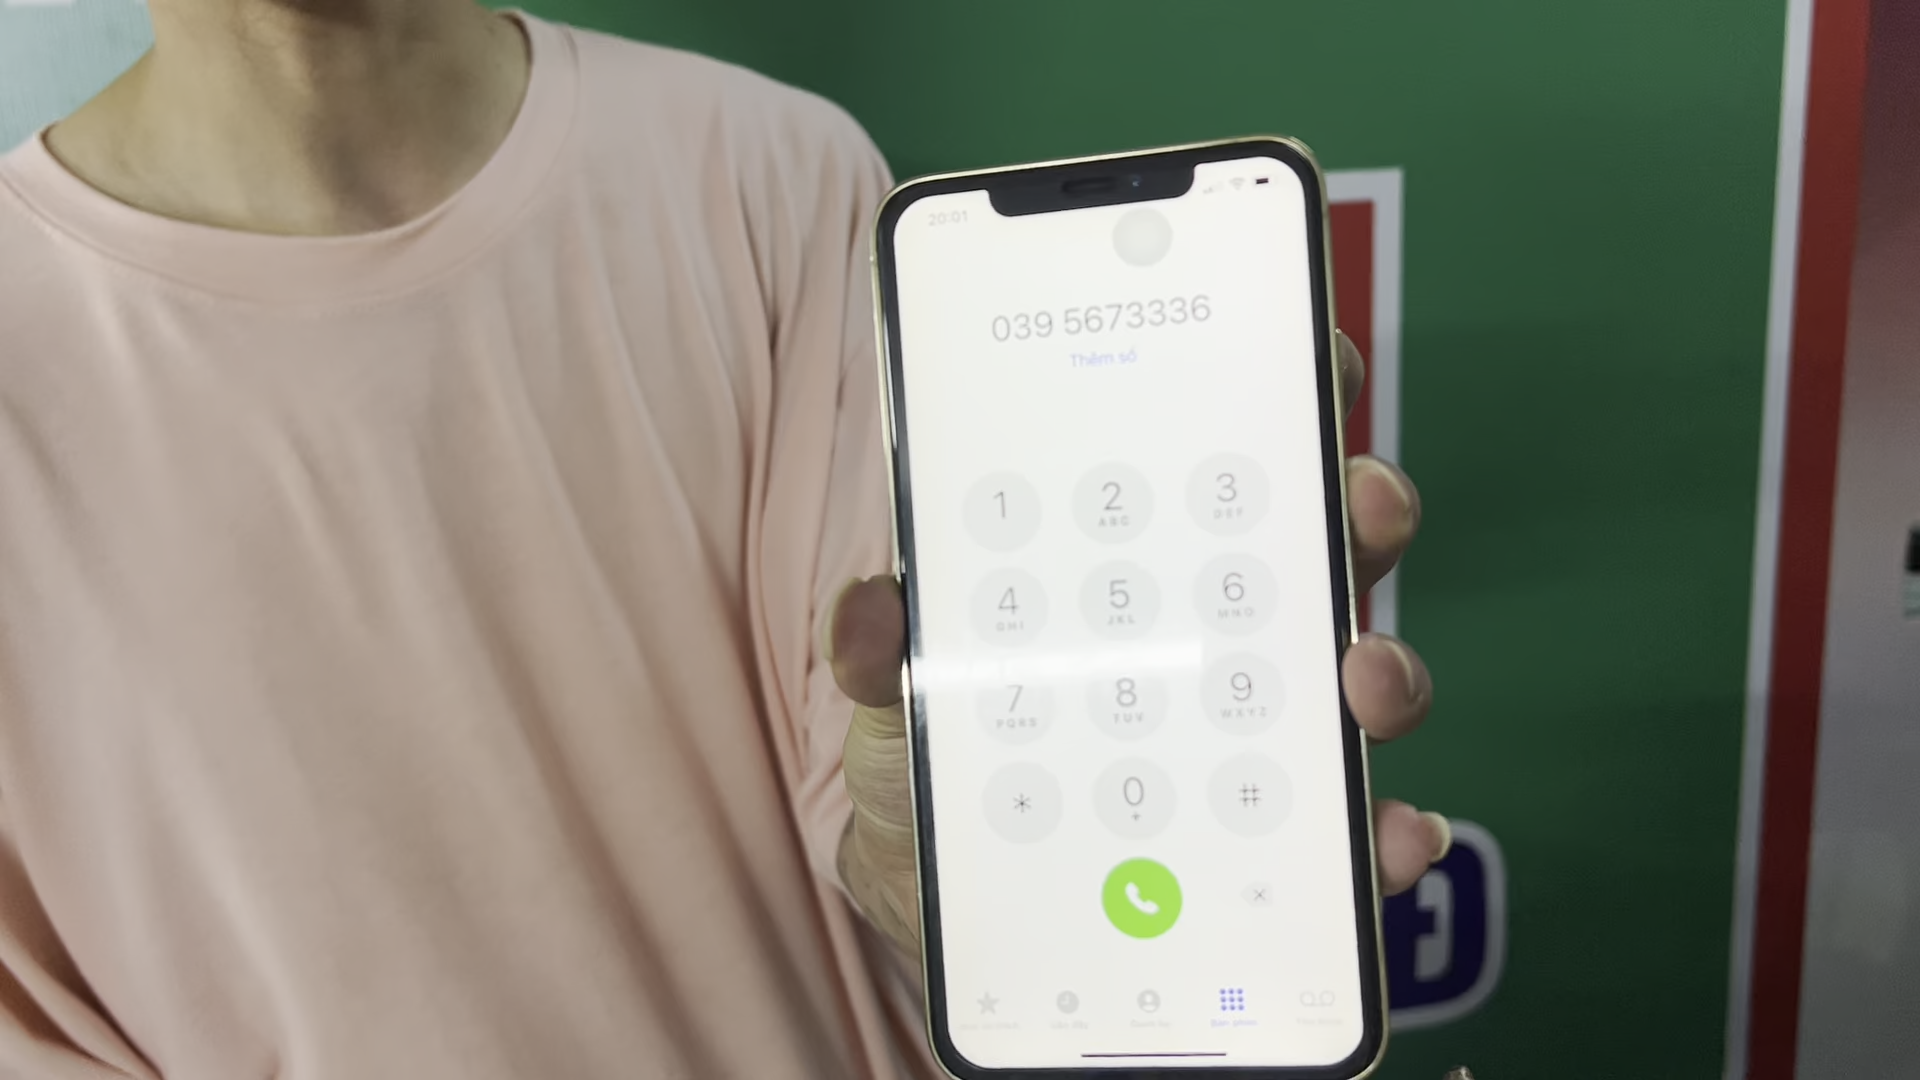 20:01
039 5673336
Thêm số
1
2
ABC
3
DEF
4
GHI
5
JKL
6
MNO
7
PQRS
8
TUV
9
WXYZ
*
0
+
#